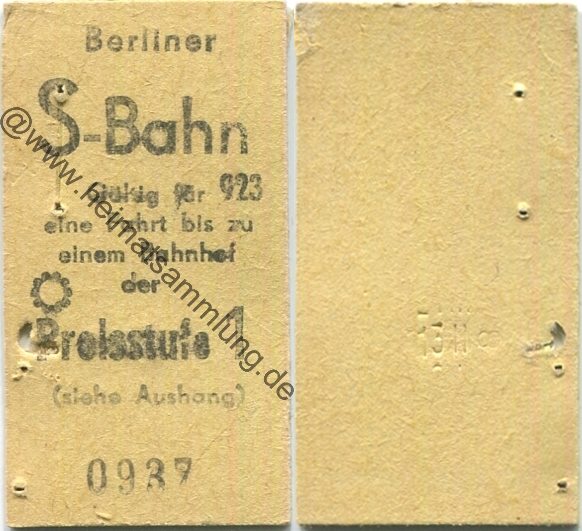 Berliner
S-Bahn
Gültig für 923
eine Fahrt bis zu
einem Bahnhof
der
Preisstufe 1
(siehe Aushang)
0937
@www.heimatsammlung.de